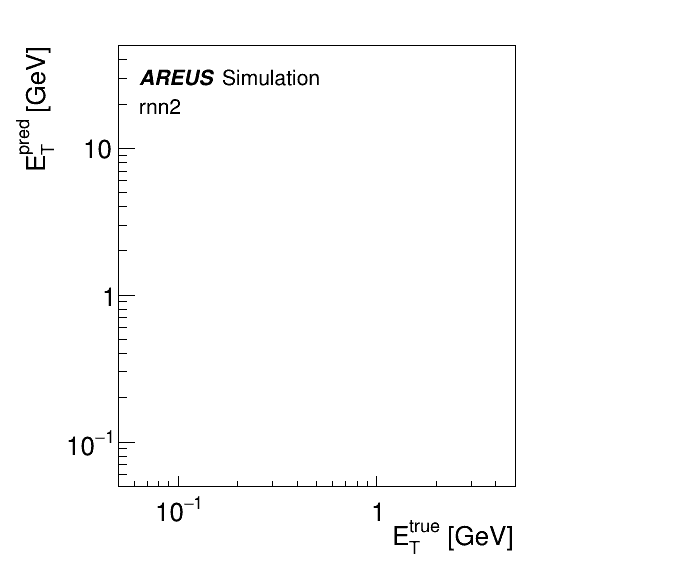 AREUS Simulation
rnn2
E_T^pred [GeV]
10
1
10⁻¹
10⁻¹
1
E_T^true [GeV]